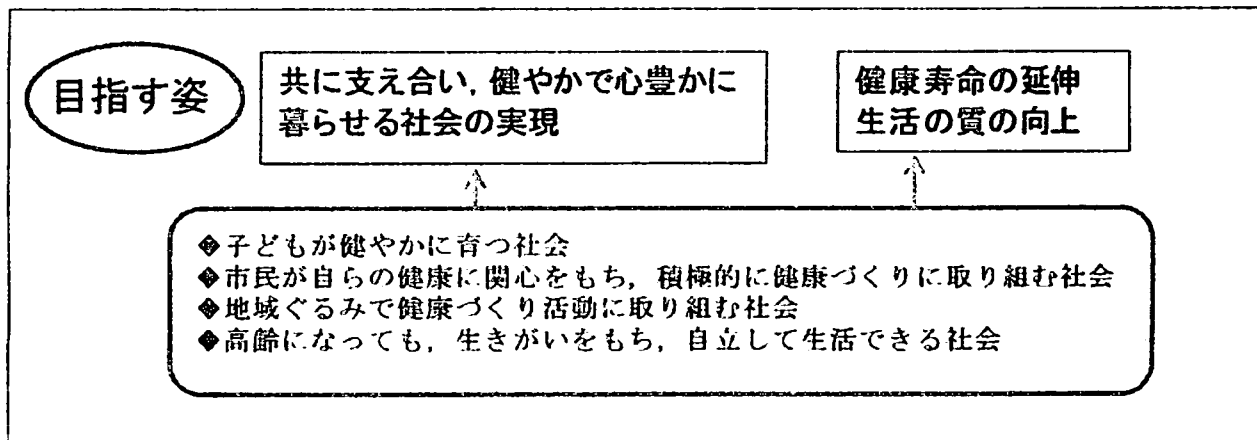 目指す姿
共に支え合い，健やかで心豊かに
暮らせる社会の実現
健康寿命の延伸
生活の質の向上
◆子どもが健やかに育つ社会
◆市民が自らの健康に関心をもち，積極的に健康づくりに取り組む社会
◆地域ぐるみで健康づくり活動に取り組む社会
◆高齢になっても，生きがいをもち，自立して生活できる社会